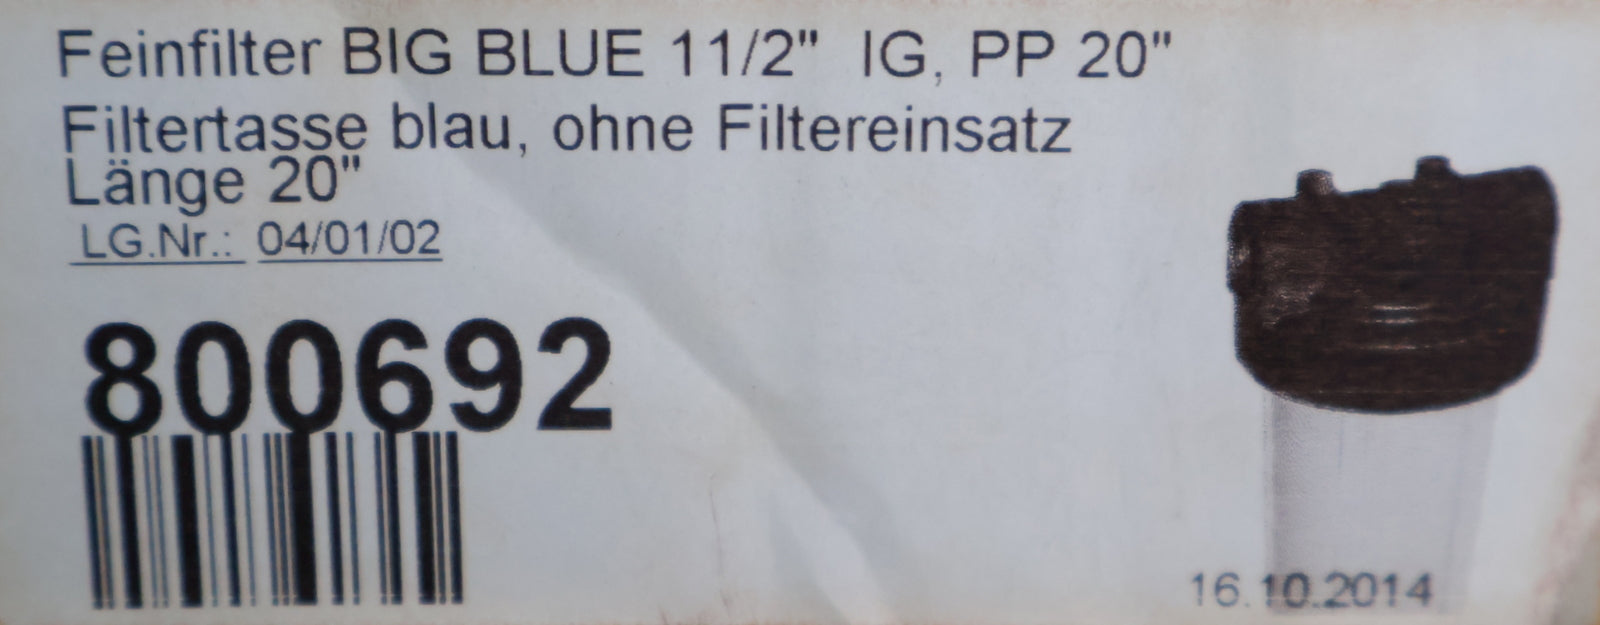 Feinfilter BIG BLUE 11/2" IG, PP 20"
Filtertasse blau, ohne Filtereinsatz
Länge 20"
LG.Nr.: 04/01/02
800692
16.10.2014